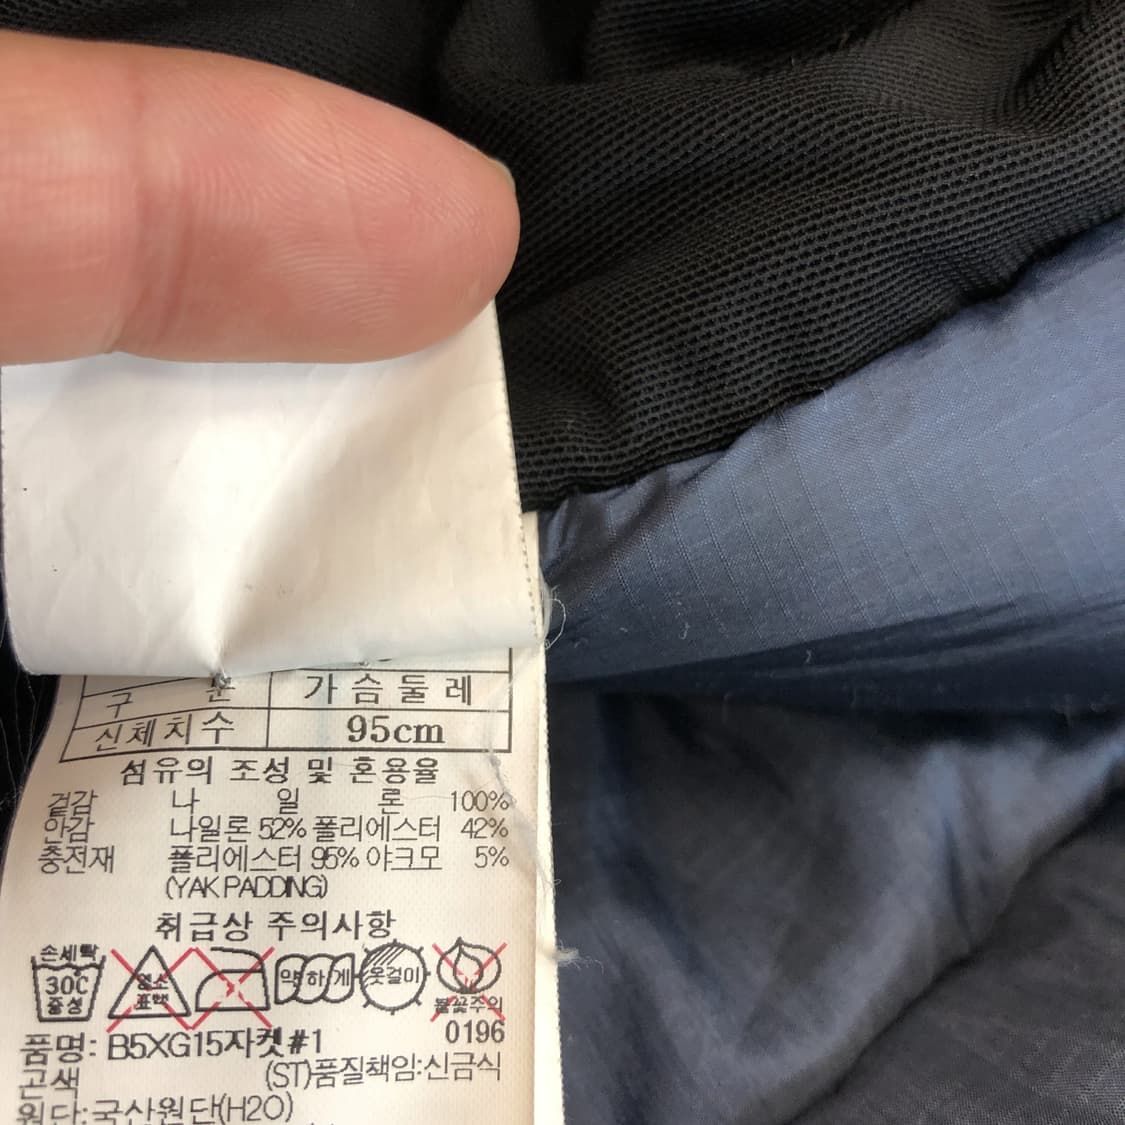 구 분 가슴둘레
신체치수 95cm
섬유의 조성 및 혼용율
겉감 나 일 론 100%
안감 나일론 52% 폴리에스터 42%
충전재 폴리에스터 95% 야크모 5%
(YAK PADDING)
취급상 주의사항
손세탁 30C 중성
염소 표백
약하게
옷걸이
불꽃주의
0196
품명: B5XG15자켓#1
(ST)품질책임:신금식
원단:국산원단(H2O)